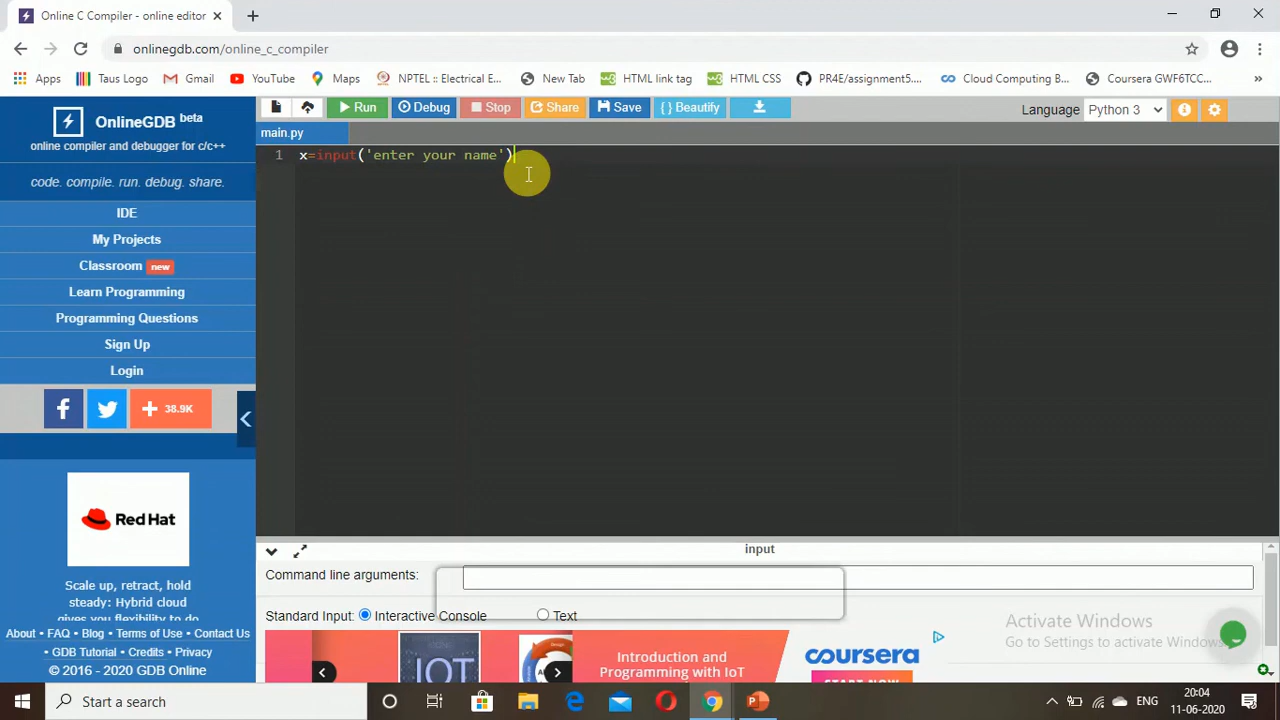 Online C Compiler - online editor
onlinegdb.com/online_c_compiler
Apps Taus Logo Gmail YouTube Maps NPTEL :: Electrical E... New Tab HTML link tag HTML CSS PR4E/assignment5.... Cloud Computing B... Coursera GWF6TCC...
OnlineGDB beta
online compiler and debugger for c/c++
code. compile. run. debug. share.
IDE
My Projects
Classroom new
Learn Programming
Programming Questions
Sign Up
Login
38.9K
Red Hat
Scale up, retract, hold
steady: Hybrid cloud
gives you flexibility to do
About • FAQ • Blog • Terms of Use • Contact Us
• GDB Tutorial • Credits • Privacy
© 2016 - 2020 GDB Online
Run Debug Stop Share Save { } Beautify
Language Python 3
main.py
1 x=input('enter your name')
input
Command line arguments:
Standard Input: Interactive Console Text
IOT
Introduction and
Programming with IoT
coursera
START NOW
Activate Windows
Go to Settings to activate Windows.
Start a search
ENG
20:04
11-06-2020